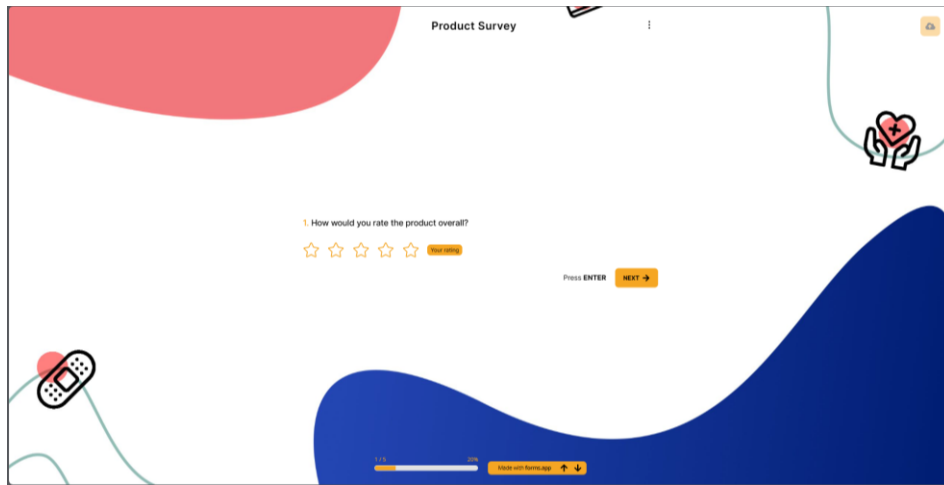 Product Survey
1. How would you rate the product overall?
Your rating
Press ENTER
NEXT
1 / 5
20%
Made with forms.app